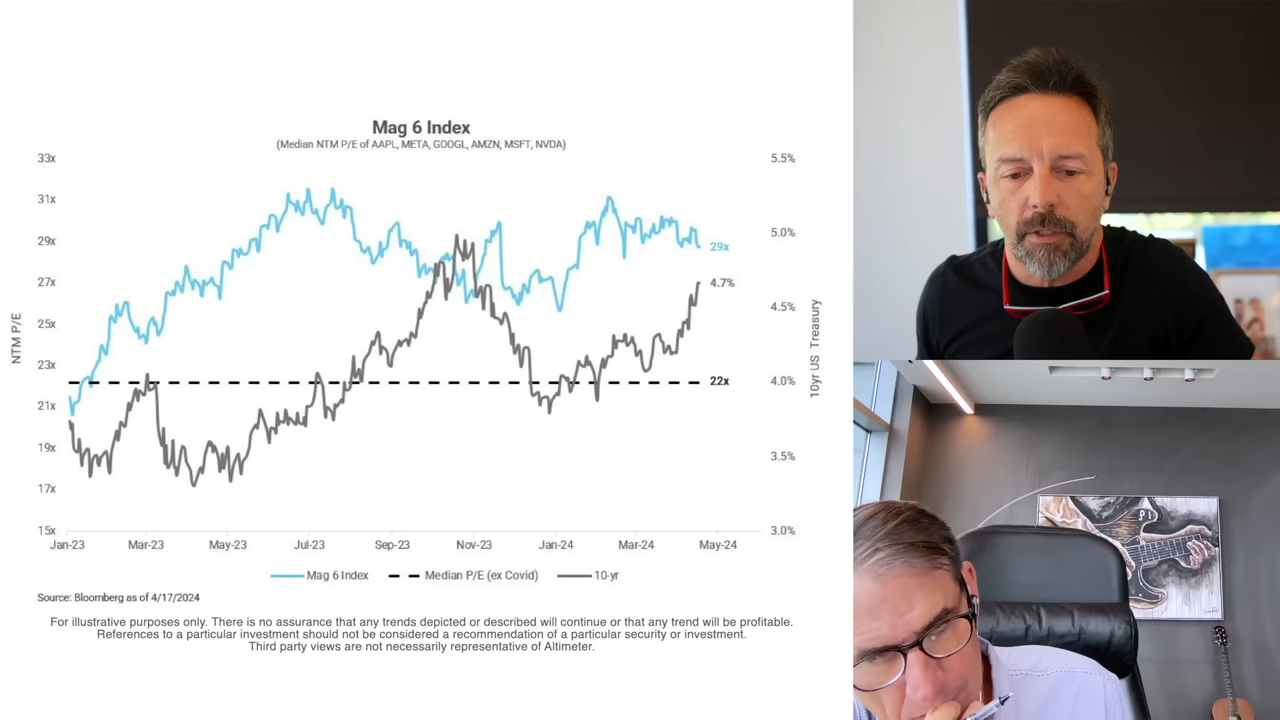 Mag 6 Index
(Median NTM P/E of AAPL, META, GOOGL, AMZN, MSFT, NVDA)
33x
31x
29x
27x
25x
23x
21x
19x
17x
15x
NTM P/E
5.5%
5.0%
4.5%
4.0%
3.5%
3.0%
10yr US Treasury
29x
4.7%
22x
Jan-23 Mar-23 May-23 Jul-23 Sep-23 Nov-23 Jan-24 Mar-24 May-24
Mag 6 Index Median P/E (ex Covid) 10-yr
Source: Bloomberg as of 4/17/2024
For illustrative purposes only. There is no assurance that any trends depicted or described will continue or that any trend will be profitable.
References to a particular investment should not be considered a recommendation of a particular security or investment.
Third party views are not necessarily representative of Altimeter.